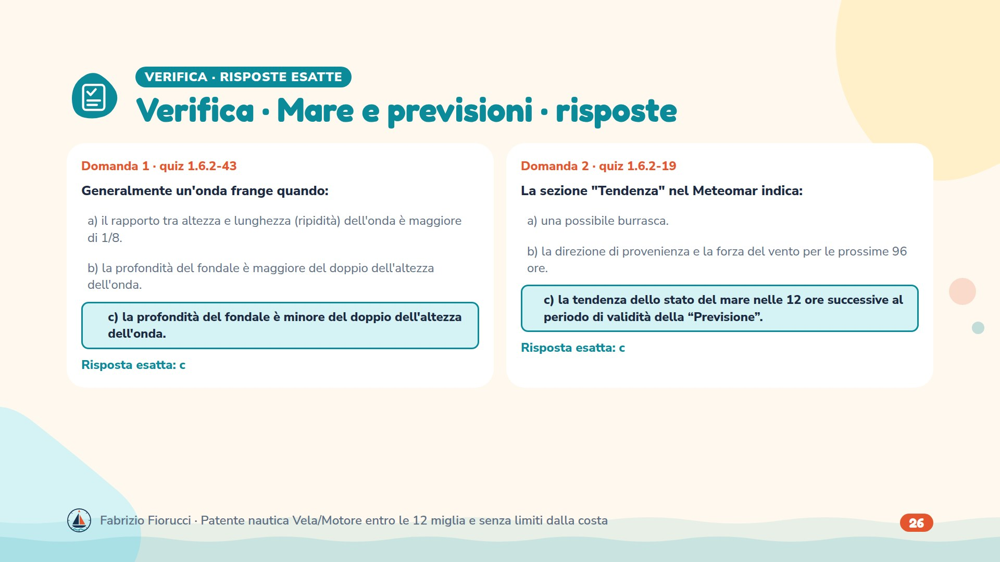 VERIFICA · RISPOSTE ESATTE
Verifica · Mare e previsioni · risposte
Domanda 1 · quiz 1.6.2-43
Generalmente un'onda frange quando:
a) il rapporto tra altezza e lunghezza (ripidità) dell'onda è maggiore
di 1/8.
b) la profondità del fondale è maggiore del doppio dell'altezza
dell'onda.
c) la profondità del fondale è minore del doppio dell'altezza
dell'onda.
Risposta esatta: c
Domanda 2 · quiz 1.6.2-19
La sezione "Tendenza" nel Meteomar indica:
a) una possibile burrasca.
b) la direzione di provenienza e la forza del vento per le prossime 96
ore.
c) la tendenza dello stato del mare nelle 12 ore successive al
periodo di validità della “Previsione”.
Risposta esatta: c
Fabrizio Fiorucci · Patente nautica Vela/Motore entro le 12 miglia e senza limiti dalla costa
26